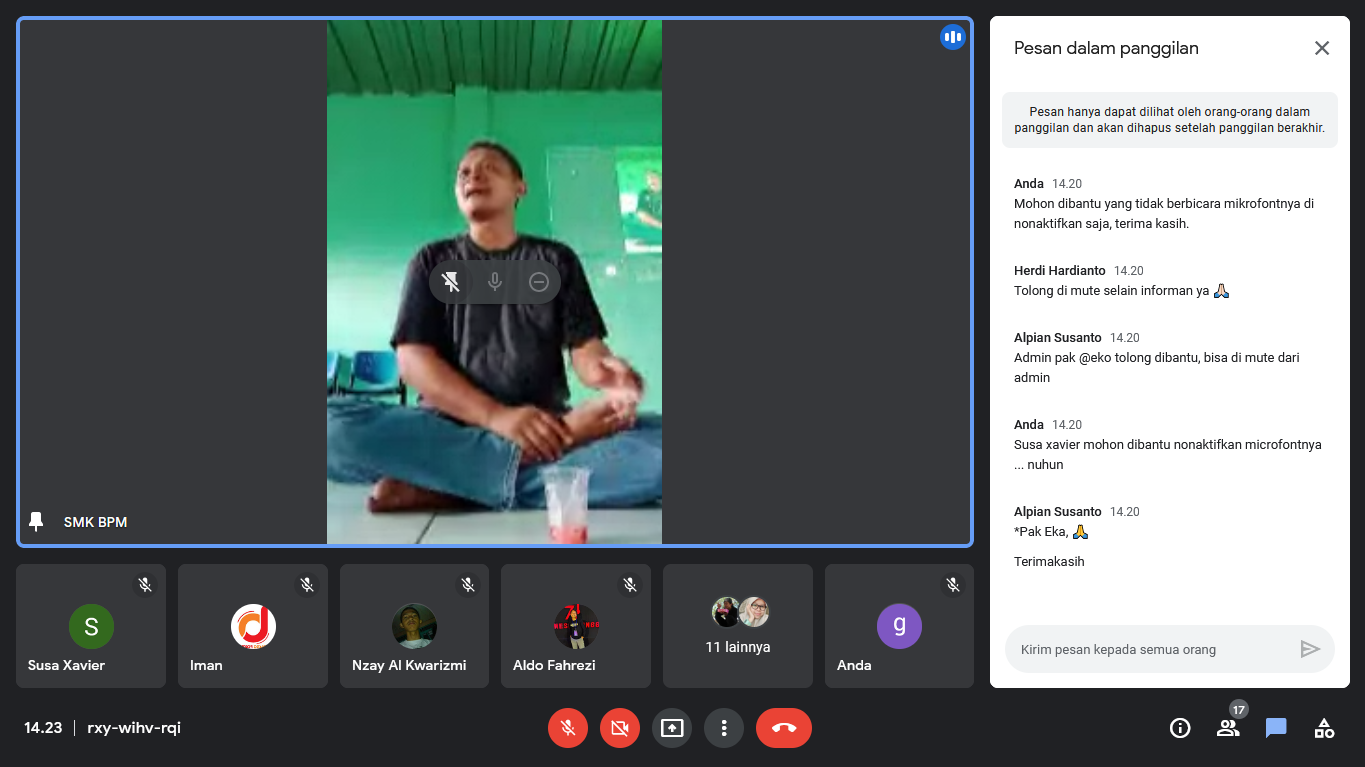 SMK BPM
S
Susa Xavier
Iman
Nzay Al Kwarizmi
Aldo Fahrezi
11 lainnya
g
Anda
14.23 | rxy-wihv-rqi
17
Pesan dalam panggilan
Pesan hanya dapat dilihat oleh orang-orang dalam
panggilan dan akan dihapus setelah panggilan berakhir.
Anda 14.20
Mohon dibantu yang tidak berbicara mikrofontnya di
nonaktifkan saja, terima kasih.
Herdi Hardianto 14.20
Tolong di mute selain informan ya 🙏🏻
Alpian Susanto 14.20
Admin pak @eko tolong dibantu, bisa di mute dari
admin
Anda 14.20
Susa xavier mohon dibantu nonaktifkan microfontnya
... nuhun
Alpian Susanto 14.20
*Pak Eka, 🙏
Terimakasih
Kirim pesan kepada semua orang